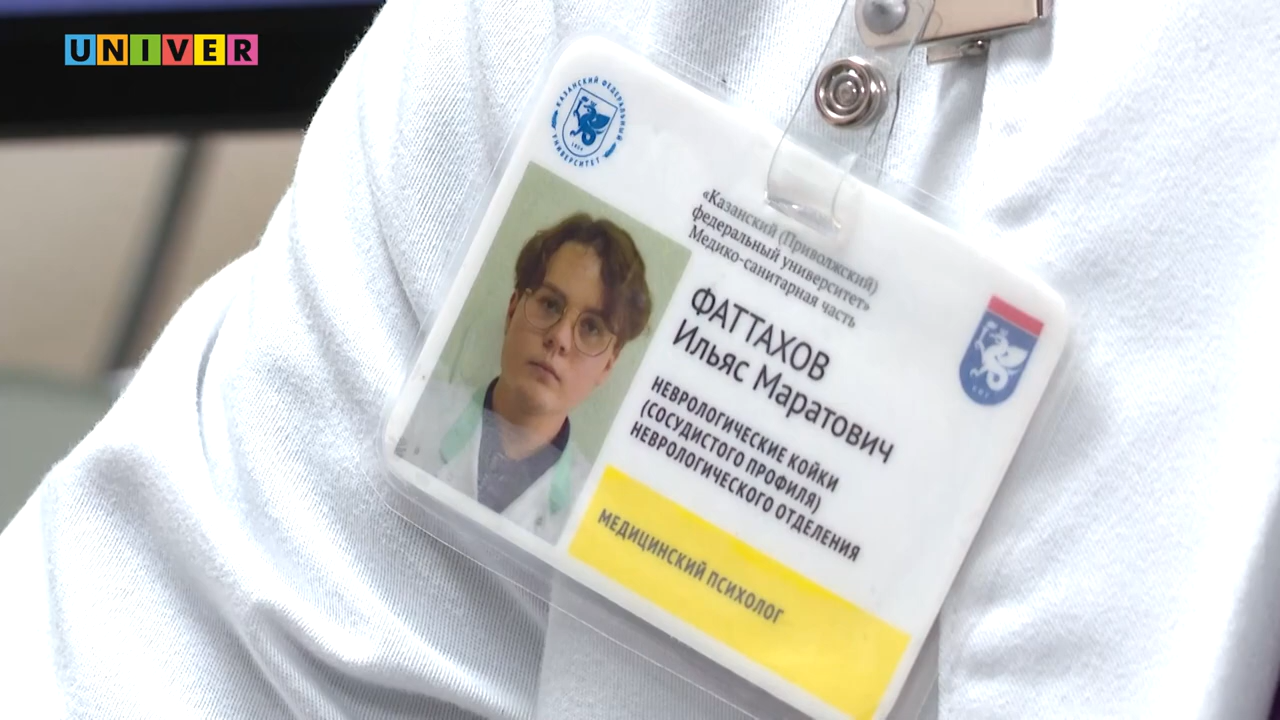 UNIVER
КАЗАНСКИЙ ФЕДЕРАЛЬНЫЙ
УНИВЕРСИТЕТ
1804
«Казанский (Приволжский)
федеральный университет»
Медико-санитарная часть
ФАТТАХОВ
Ильяс Маратович
НЕВРОЛОГИЧЕСКИЕ КОЙКИ
(СОСУДИСТОГО ПРОФИЛЯ)
НЕВРОЛОГИЧЕСКОГО ОТДЕЛЕНИЯ
МЕДИЦИНСКИЙ ПСИХОЛОГ